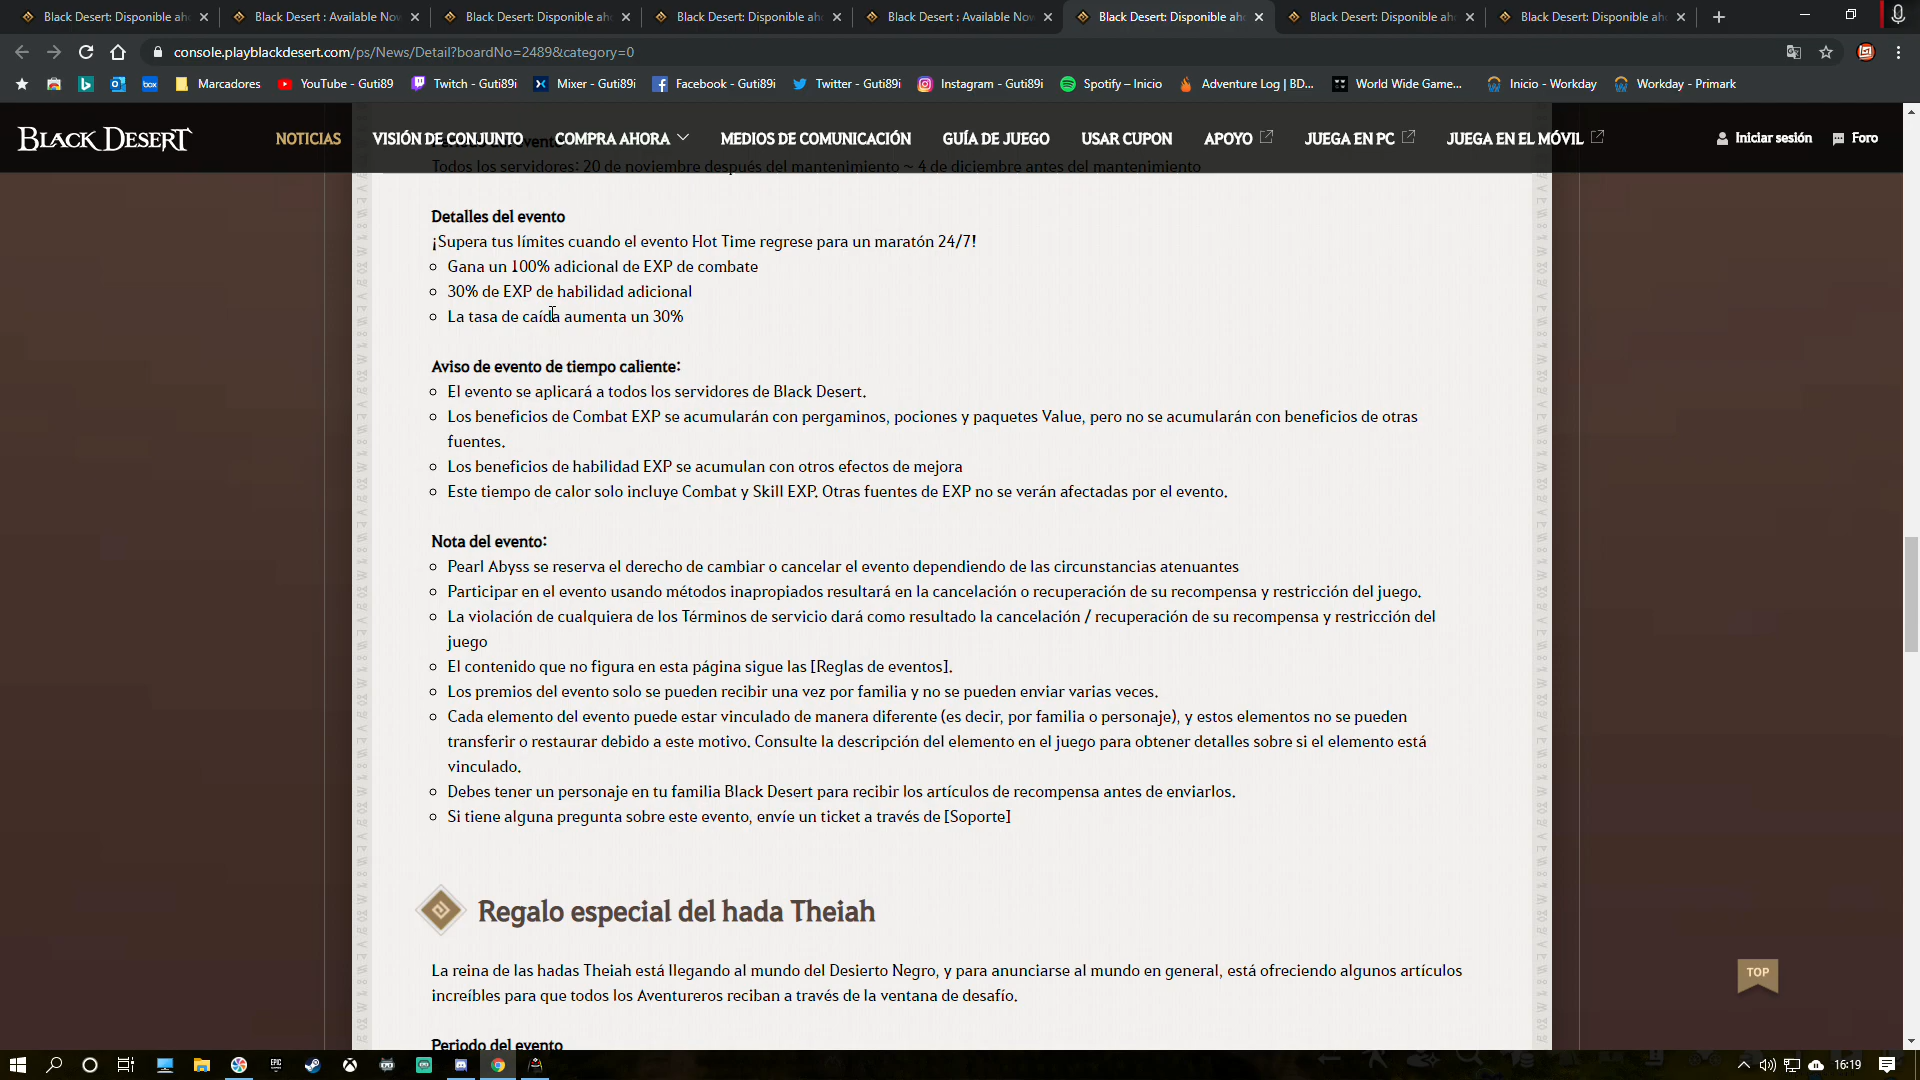 Black Desert: Disponible aho
Black Desert : Available Now
Black Desert: Disponible aho
Black Desert: Disponible aho
Black Desert : Available Now
Black Desert: Disponible aho
Black Desert: Disponible aho
Black Desert: Disponible aho
console.playblackdesert.com/ps/News/Detail?boardNo=2489&category=0
Marcadores
YouTube - Guti89
Twitch - Guti89i
Mixer - Guti89i
Facebook - Guti89i
Twitter - Guti89i
Instagram - Guti89i
Spotify – Inicio
Adventure Log | BD...
World Wide Game...
Inicio - Workday
Workday - Primark
BLACK DESERT
NOTICIAS
VISIÓN DE CONJUNTO
COMPRA AHORA
MEDIOS DE COMUNICACIÓN
GUÍA DE JUEGO
USAR CUPON
APOYO
JUEGA EN PC
JUEGA EN EL MÓVIL
Iniciar sesión
Foro
Todos los servidores: 20 de noviembre después del mantenimiento ~ 4 de diciembre antes del mantenimiento
Detalles del evento
¡Supera tus límites cuando el evento Hot Time regrese para un maratón 24/7!
Gana un 100% adicional de EXP de combate
30% de EXP de habilidad adicional
La tasa de caída aumenta un 30%
Aviso de evento de tiempo caliente:
El evento se aplicará a todos los servidores de Black Desert.
Los beneficios de Combat EXP se acumularán con pergaminos, pociones y paquetes Value, pero no se acumularán con beneficios de otras
fuentes.
Los beneficios de habilidad EXP se acumulan con otros efectos de mejora
Este tiempo de calor solo incluye Combat y Skill EXP. Otras fuentes de EXP no se verán afectadas por el evento.
Nota del evento:
Pearl Abyss se reserva el derecho de cambiar o cancelar el evento dependiendo de las circunstancias atenuantes
Participar en el evento usando métodos inapropiados resultará en la cancelación o recuperación de su recompensa y restricción del juego.
La violación de cualquiera de los Términos de servicio dará como resultado la cancelación / recuperación de su recompensa y restricción del
juego
El contenido que no figura en esta página sigue las [Reglas de eventos].
Los premios del evento solo se pueden recibir una vez por familia y no se pueden enviar varias veces.
Cada elemento del evento puede estar vinculado de manera diferente (es decir, por familia o personaje), y estos elementos no se pueden
transferir o restaurar debido a este motivo. Consulte la descripción del elemento en el juego para obtener detalles sobre si el elemento está
vinculado.
Debes tener un personaje en tu familia Black Desert para recibir los artículos de recompensa antes de enviarlos.
Si tiene alguna pregunta sobre este evento, envíe un ticket a través de [Soporte]
Regalo especial del hada Theiah
La reina de las hadas Theiah está llegando al mundo del Desierto Negro, y para anunciarse al mundo en general, está ofreciendo algunos artículos
increíbles para que todos los Aventureros reciban a través de la ventana de desafío.
TOP
Periodo del evento
16:19